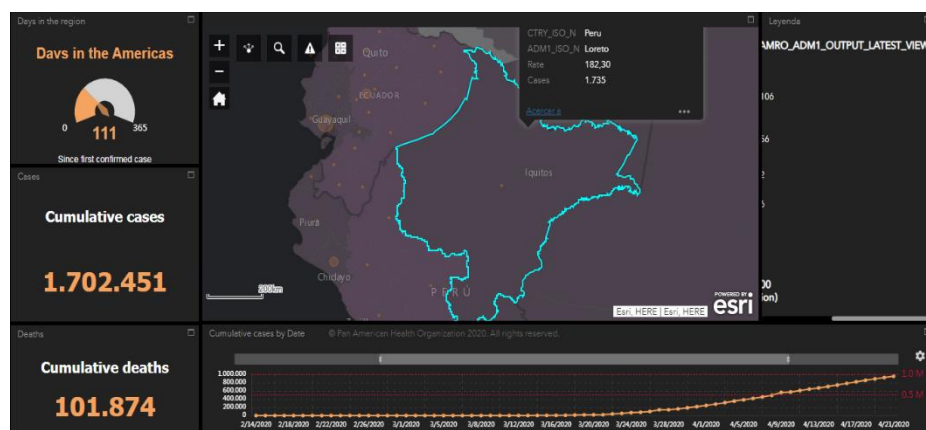 Days in the region
Days in the Americas
0
111
365
Since first confirmed case
Cases
Cumulative cases
1.702.451
Deaths
Cumulative deaths
101.874
CTRY_ISO_N Peru
ADM1_ISO_N Loreto
Rate 182,30
Cases 1.735
Acercar a
Quito
ECUADOR
Guayaquil
Iquitos
Piura
Chiclayo
PERÚ
200km
Esri, HERE | Esri, HERE
POWERED BY
esri
Leyenda
AMRO_ADM1_OUTPUT_LATEST_VIEW
Cumulative cases by Date © Pan American Health Organization 2020. All rights reserved.
1.000.000
800.000
600.000
400.000
200.000
0
1.0 M
0.5 M
2/14/2020 2/18/2020 2/22/2020 2/26/2020 3/1/2020 3/5/2020 3/8/2020 3/12/2020 3/16/2020 3/20/2020 3/24/2020 3/28/2020 4/1/2020 4/5/2020 4/9/2020 4/13/2020 4/17/2020 4/21/2020